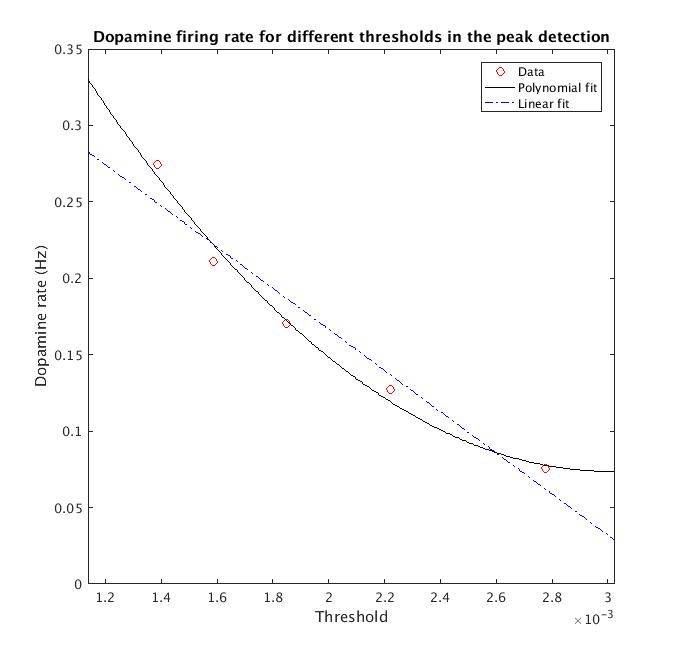 Dopamine firing rate for different thresholds in the peak detection
0.35
0.3
0.25
0.2
0.15
0.1
0.05
0
Dopamine rate (Hz)
Data
Polynomial fit
Linear fit
1.2 1.4 1.6 1.8 2 2.2 2.4 2.6 2.8 3
Threshold
×10⁻³